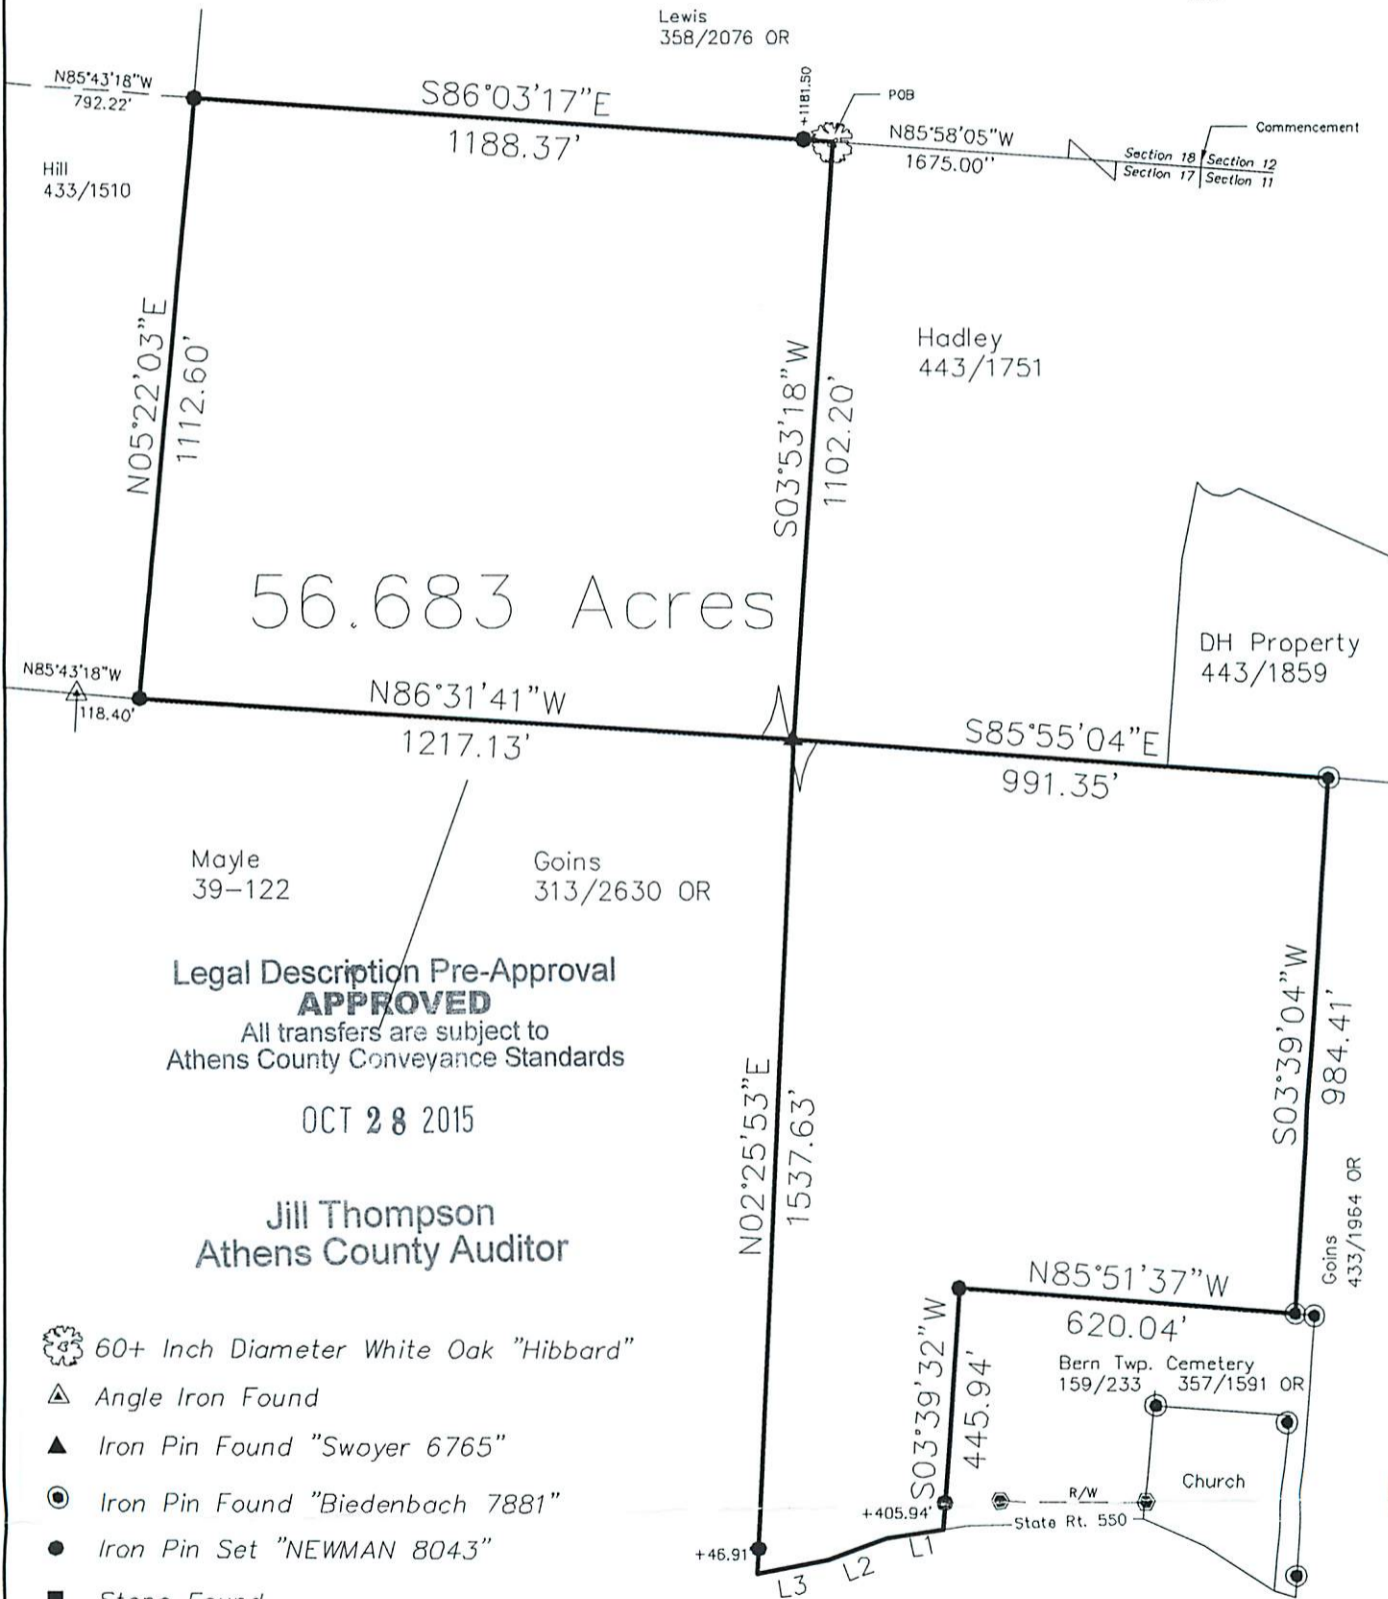 Lewis
358/2076 OR
N85°43'18"W
792.22'
S86°03'17"E
1188.37'
+1181.50
POB
N85°58'05"W
1675.00"
Commencement
Section 18 Section 12
Section 17 Section 11
Hill
433/1510
N05°22'03"E
1112.60'
S03°53'18"W
1102.20'
Hadley
443/1751
56.683 Acres
DH Property
443/1859
N85°43'18"W
118.40'
N86°31'41"W
1217.13'
S85°55'04"E
991.35'
Mayle
39-122
Goins
313/2630 OR
Legal Description Pre-Approval
APPROVED
All transfers are subject to
Athens County Conveyance Standards
OCT 28 2015
Jill Thompson
Athens County Auditor
N02°25'53"E
1537.63'
S03°39'04"W
984.41'
Goins
433/1964 OR
N85°51'37"W
620.04'
S03°39'32"W
445.94'
Bern Twp. Cemetery
159/233 357/1591 OR
Church
R/W
State Rt. 550
+405.94'
+46.91
L1
L2
L3
60+ Inch Diameter White Oak "Hibbard"
Angle Iron Found
Iron Pin Found "Swoyer 6765"
Iron Pin Found "Biedenbach 7881"
Iron Pin Set "NEWMAN 8043"
Stone Found